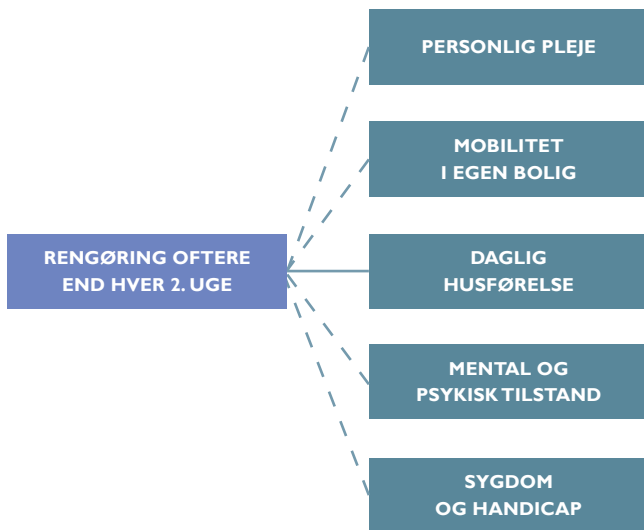 PERSONLIG PLEJE
MOBILITET
I EGEN BOLIG
RENGØRING OFTERE
END HVER 2. UGE
DAGLIG
HUSFØRELSE
MENTAL OG
PSYKISK TILSTAND
SYGDOM
OG HANDICAP